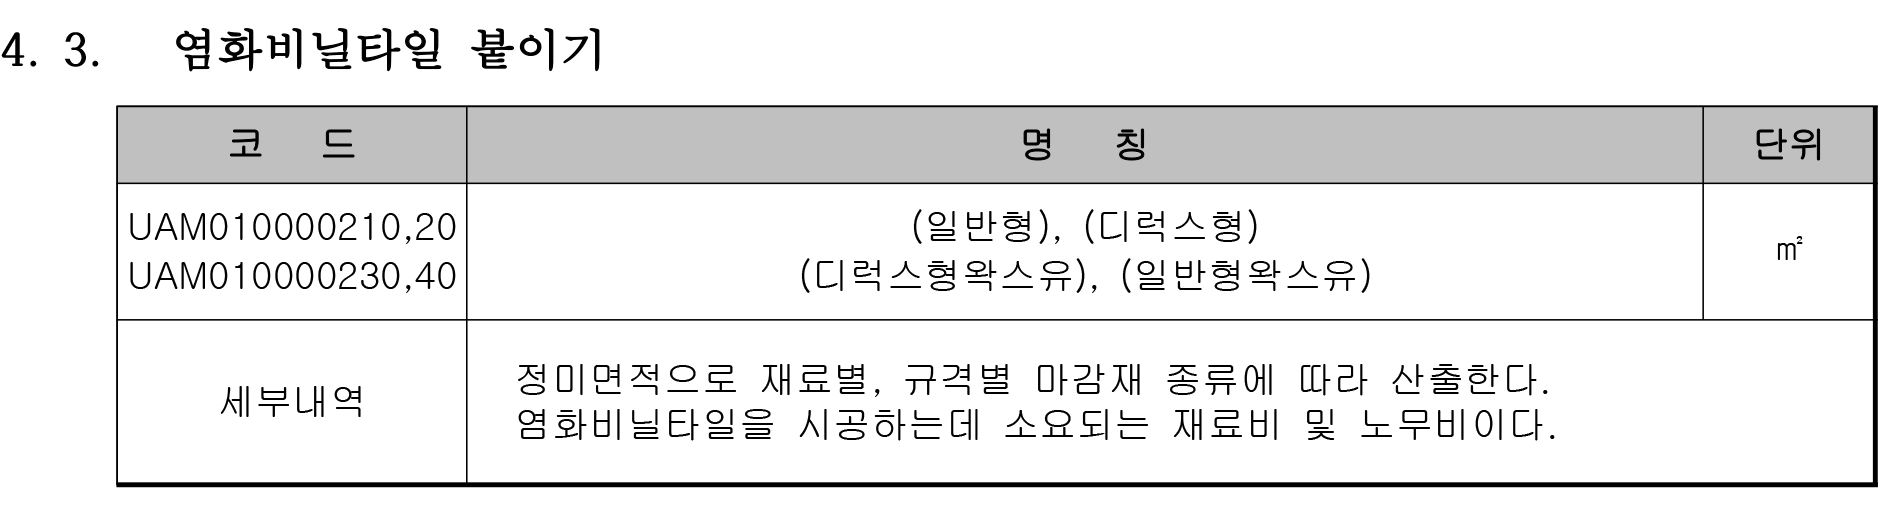 4. 3. 염화비닐타일 붙이기
코 드 명 칭 단위
UAM010000210,20 (일반형), (디럭스형)
UAM010000230,40 (디럭스형왁스유), (일반형왁스유) ㎡
세부내역
정미면적으로 재료별, 규격별 마감재 종류에 따라 산출한다.
염화비닐타일을 시공하는데 소요되는 재료비 및 노무비이다.